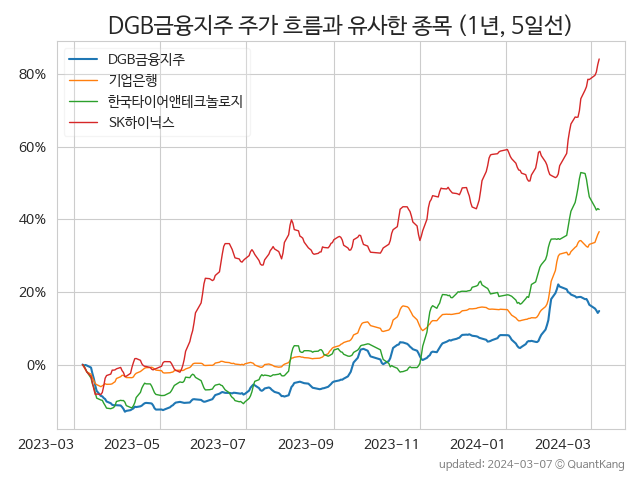 DGB금융지주 주가 흐름과 유사한 종목 (1년, 5일선)
DGB금융지주
기업은행
한국타이어앤테크놀로지
SK하이닉스
80%
60%
40%
20%
0%
2023-03
2023-05
2023-07
2023-09
2023-11
2024-01
2024-03
updated: 2024-03-07 © QuantKang